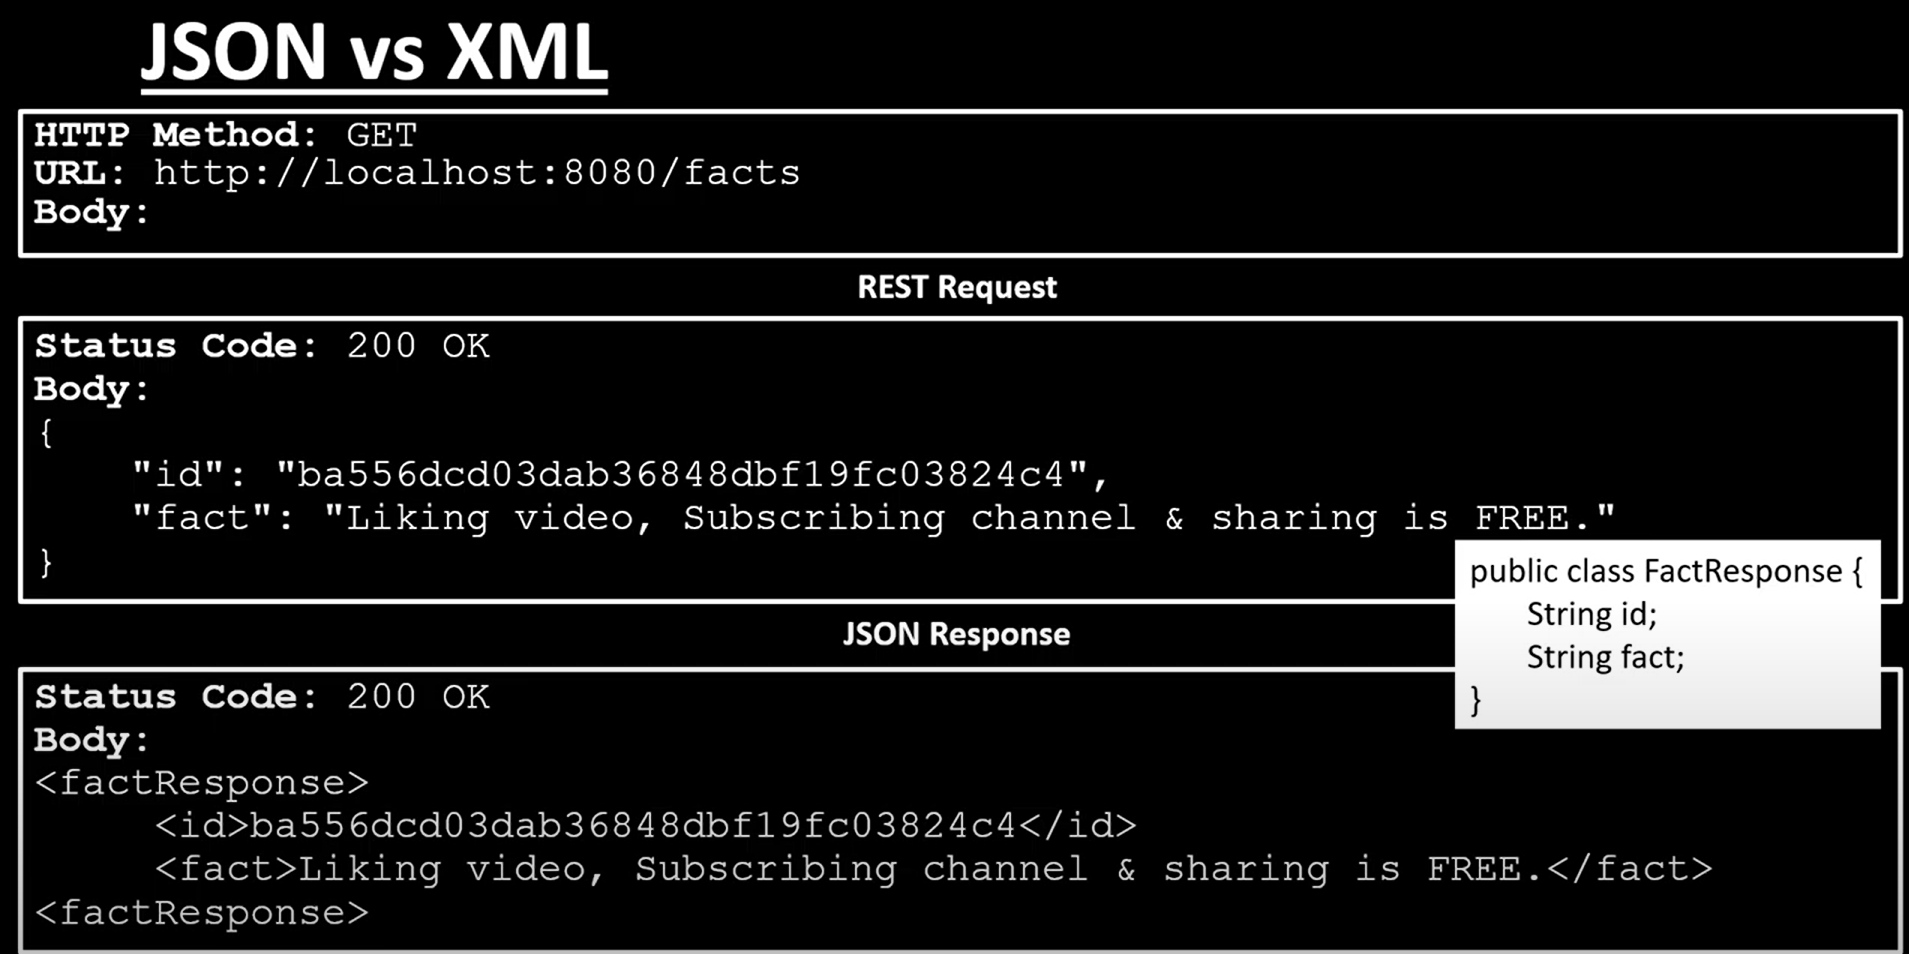 JSON vs XML
HTTP Method: GET
URL: http://localhost:8080/facts
Body:
REST Request
Status Code: 200 OK
Body:
{
"id": "ba556dcd03dab36848dbf19fc03824c4",
"fact": "Liking video, Subscribing channel & sharing is FREE."
}
public class FactResponse {
String id;
String fact;
}
JSON Response
Status Code: 200 OK
Body:
<factResponse>
<id>ba556dcd03dab36848dbf19fc03824c4</id>
<fact>Liking video, Subscribing channel & sharing is FREE.</fact>
<factResponse>